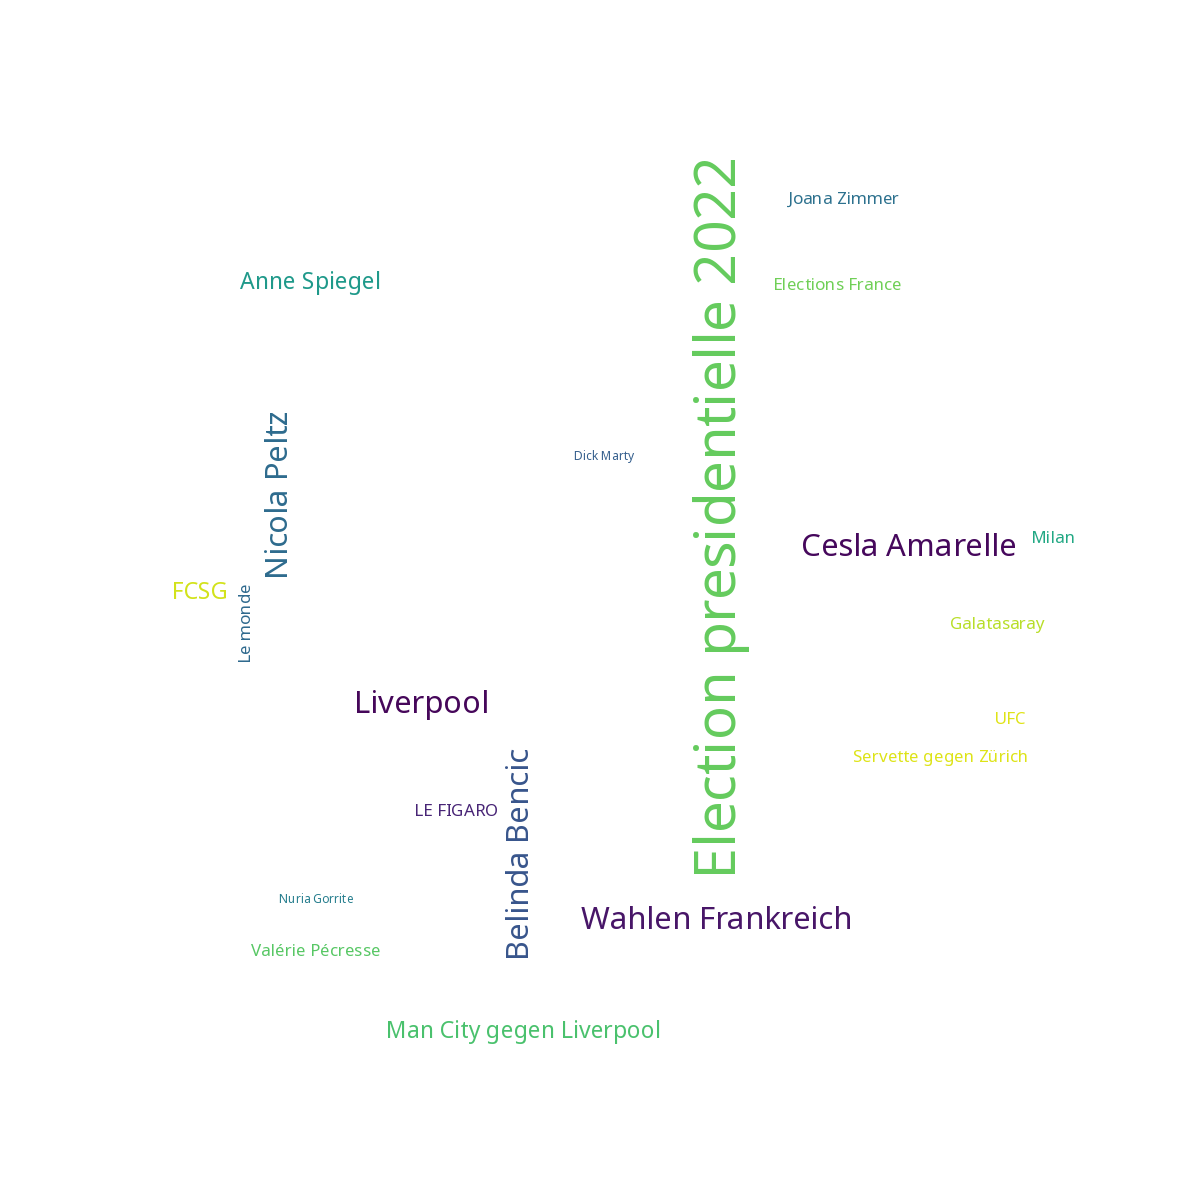 Election presidentielle 2022
Joana Zimmer
Anne Spiegel
Elections France
Nicola Peltz
Dick Marty
Cesla Amarelle
Milan
FCSG
Le monde
Galatasaray
Liverpool
UFC
Belinda Bencic
Servette gegen Zürich
LE FIGARO
Nuria Gorrite
Wahlen Frankreich
Valérie Pécresse
Man City gegen Liverpool